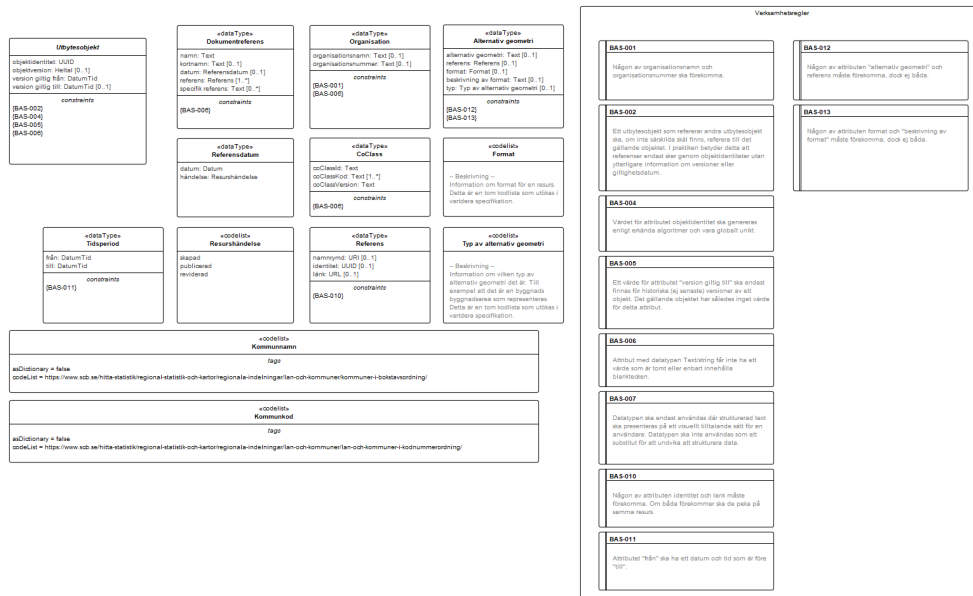 Utbytesobjekt
objektidentitet: UUID
objektversion: Heltal [0..1]
version giltig från: DatumTid
version giltig till: DatumTid [0..1]
constraints
{BAS-002}
{BAS-004}
{BAS-005}
{BAS-006}
«dataType»
Dokumentreferens
namn: Text
kortnamn: Text [0..1]
datum: Referensdatum [0..1]
referens: Referens [1..*]
specifik referens: Text [0..*]
constraints
{BAS-006}
«dataType»
Organisation
organisationsnamn: Text [0..1]
organisationsnummer: Text [0..1]
constraints
{BAS-001}
{BAS-006}
«dataType»
Alternativ geometri
alternativ geometri: Text [0..1]
referens: Referens [0..1]
format: Format [0..1]
beskrivning av format: Text [0..1]
typ: Typ av alternativ geometri [0..1]
constraints
{BAS-012}
{BAS-013}
«dataType»
Referensdatum
datum: Datum
händelse: Resurshändelse
«dataType»
CoClass
coClassId: Text
coClassKod: Text [1..*]
coClassVersion: Text
constraints
{BAS-006}
«codelist»
Format
-- Beskrivning --
Information om format för en resurs.
Detta är en tom kodlista som utökas i
vartdera specifikation.
«dataType»
Tidsperiod
från: DatumTid
till: DatumTid
constraints
{BAS-011}
«codelist»
Resurshändelse
skapad
publicerad
reviderad
«dataType»
Referens
namnrymd: URI [0..1]
identitet: UUID [0..1]
länk: URL [0..1]
constraints
{BAS-010}
«codelist»
Typ av alternativ geometri
-- Beskrivning --
Information om vilken typ av
alternativ geometri det är. Till
exempel att det är en byggnads
byggnadsarea som representeras.
Detta är en tom kodlista som utökas i
vartdera specifikation.
«codelist»
Kommunnamn
tags
asDictionary = false
codeList = https://www.scb.se/hitta-statistik/regional-statistik-och-kartor/regionala-indelningar/lan-och-kommuner/kommuner-i-bokstavsordning/
«codelist»
Kommunkod
tags
asDictionary = false
codeList = https://www.scb.se/hitta-statistik/regional-statistik-och-kartor/regionala-indelningar/lan-och-kommuner/lan-och-kommuner-i-kodnummerordning/
Verksamhetsregler
BAS-001
Någon av organisationsnamn och
organisationsnummer ska förekomma.
BAS-002
Ett utbytesobjekt som refererar andra utbytesobjekt
ska, om inte särskilda skäl finns, referera till det
gällande objektet. I praktiken betyder detta att
referenser endast sker genom objektidentiteter utan
ytterligare information om versioner eller
giltighetsdatum.
BAS-004
Värdet för attributet objektidentitet ska genereras
enligt erkända algoritmer och vara globalt unikt.
BAS-005
Ett värde för attributet "version giltig till" ska endast
finnas för historiska (ej senaste) versioner av ett
objekt. Det gällande objektet har således inget värde
för detta attribut.
BAS-006
Attribut med datatypen Text/string får inte ha ett
värde som är tomt eller enbart innehålla
blanktecken.
BAS-007
Datatypen ska endast användas där strukturerad text
ska presenteras på ett visuellt tilltalande sätt för en
användare. Datatypen ska inte användas som ett
substitut för att undvika att strukturera data.
BAS-010
Någon av attributen identitet och lank måste
förekomma. Om båda förekommer ska de peka på
samma resurs.
BAS-011
Attributet "från" ska ha ett datum och tid som är före
"till".
BAS-012
Någon av attributen "alternativ geometri" och
referens måste förekomma, dock ej båda.
BAS-013
Någon av attributen format och "beskrivning av
format" måste förekomma, dock ej båda.